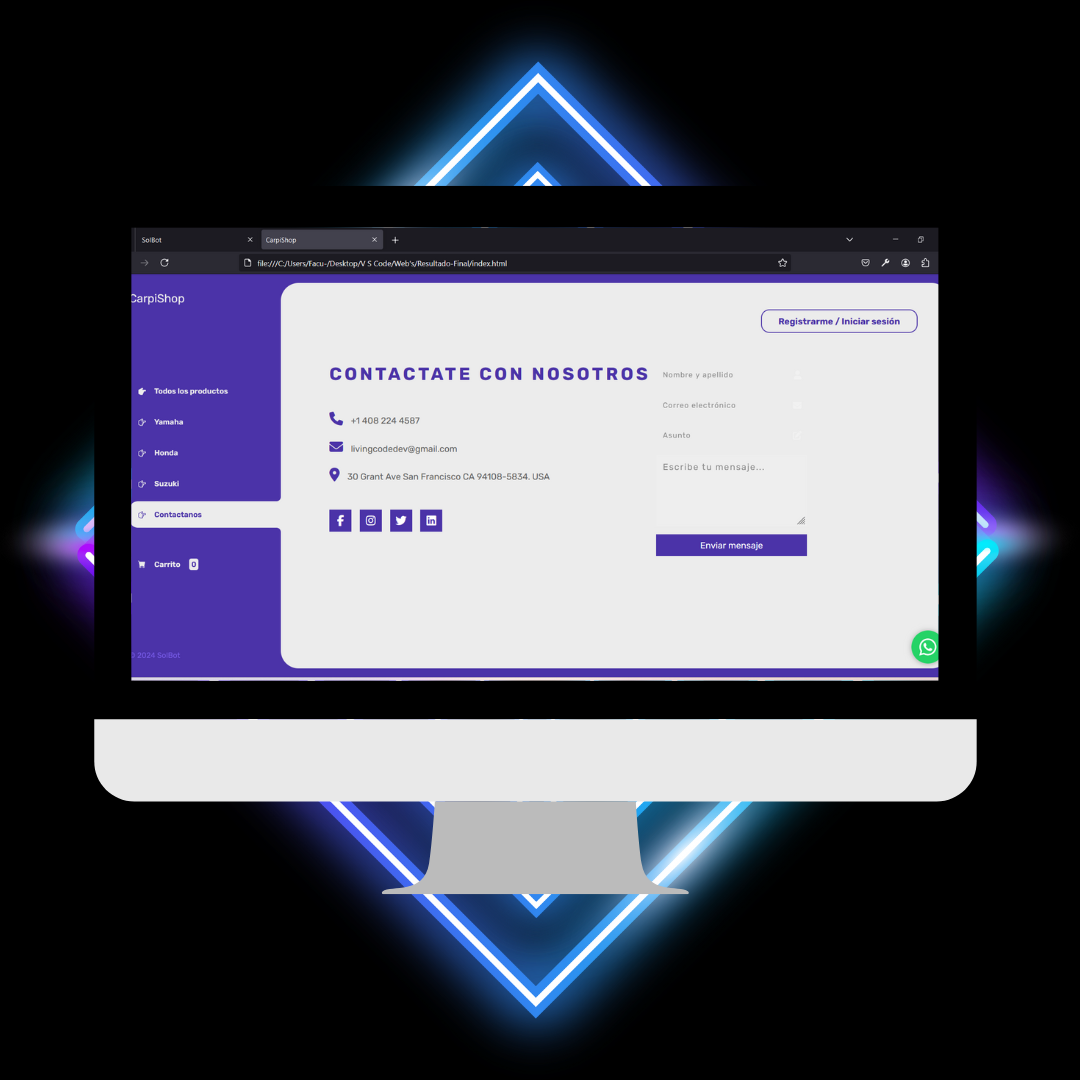 SolBot
CarpiShop
file:///C:/Users/Facu-/Desktop/V S Code/Web's/Resultado-Final/index.html
CarpiShop
Registrarme / Iniciar sesión
Todos los productos
Yamaha
Honda
Suzuki
Contactanos
Carrito 0
© 2024 SolBot
CONTACTATE CON NOSOTROS
+1 408 224 4587
livingcodedev@gmail.com
30 Grant Ave San Francisco CA 94108-5834. USA
Nombre y apellido
Correo electrónico
Asunto
Escribe tu mensaje...
Enviar mensaje